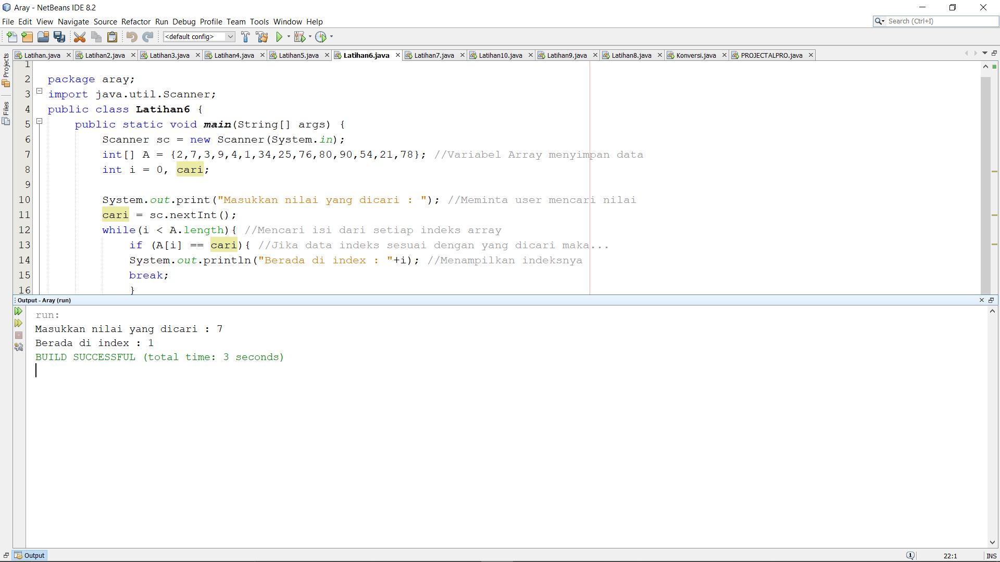 Aray - NetBeans IDE 8.2
File Edit View Navigate Source Refactor Run Debug Profile Team Tools Window Help
Search (Ctrl+I)
<default config>
Projects
Files
Latihan.java Latihan2.java Latihan3.java Latihan4.java Latihan5.java Latihan6.java Latihan7.java Latihan10.java Latihan9.java Latihan8.java Konversi.java PROJECTALPRO.java
1
2 package aray;
3 import java.util.Scanner;
4 public class Latihan6 {
5 public static void main(String[] args) {
6 Scanner sc = new Scanner(System.in);
7 int[] A = {2,7,3,9,4,1,34,25,76,80,90,54,21,78}; //Variabel Array menyimpan data
8 int i = 0, cari;
9
10 System.out.print("Masukkan nilai yang dicari : "); //Meminta user mencari nilai
11 cari = sc.nextInt();
12 while(i < A.length){ //Mencari isi dari setiap indeks array
13 if (A[i] == cari){ //Jika data indeks sesuai dengan yang dicari maka...
14 System.out.println("Berada di index : "+i); //Menampilkan indeksnya
15 break;
16 }
Output - Aray (run)
run:
Masukkan nilai yang dicari : 7
Berada di index : 1
BUILD SUCCESSFUL (total time: 3 seconds)
Output
1
22:1
INS